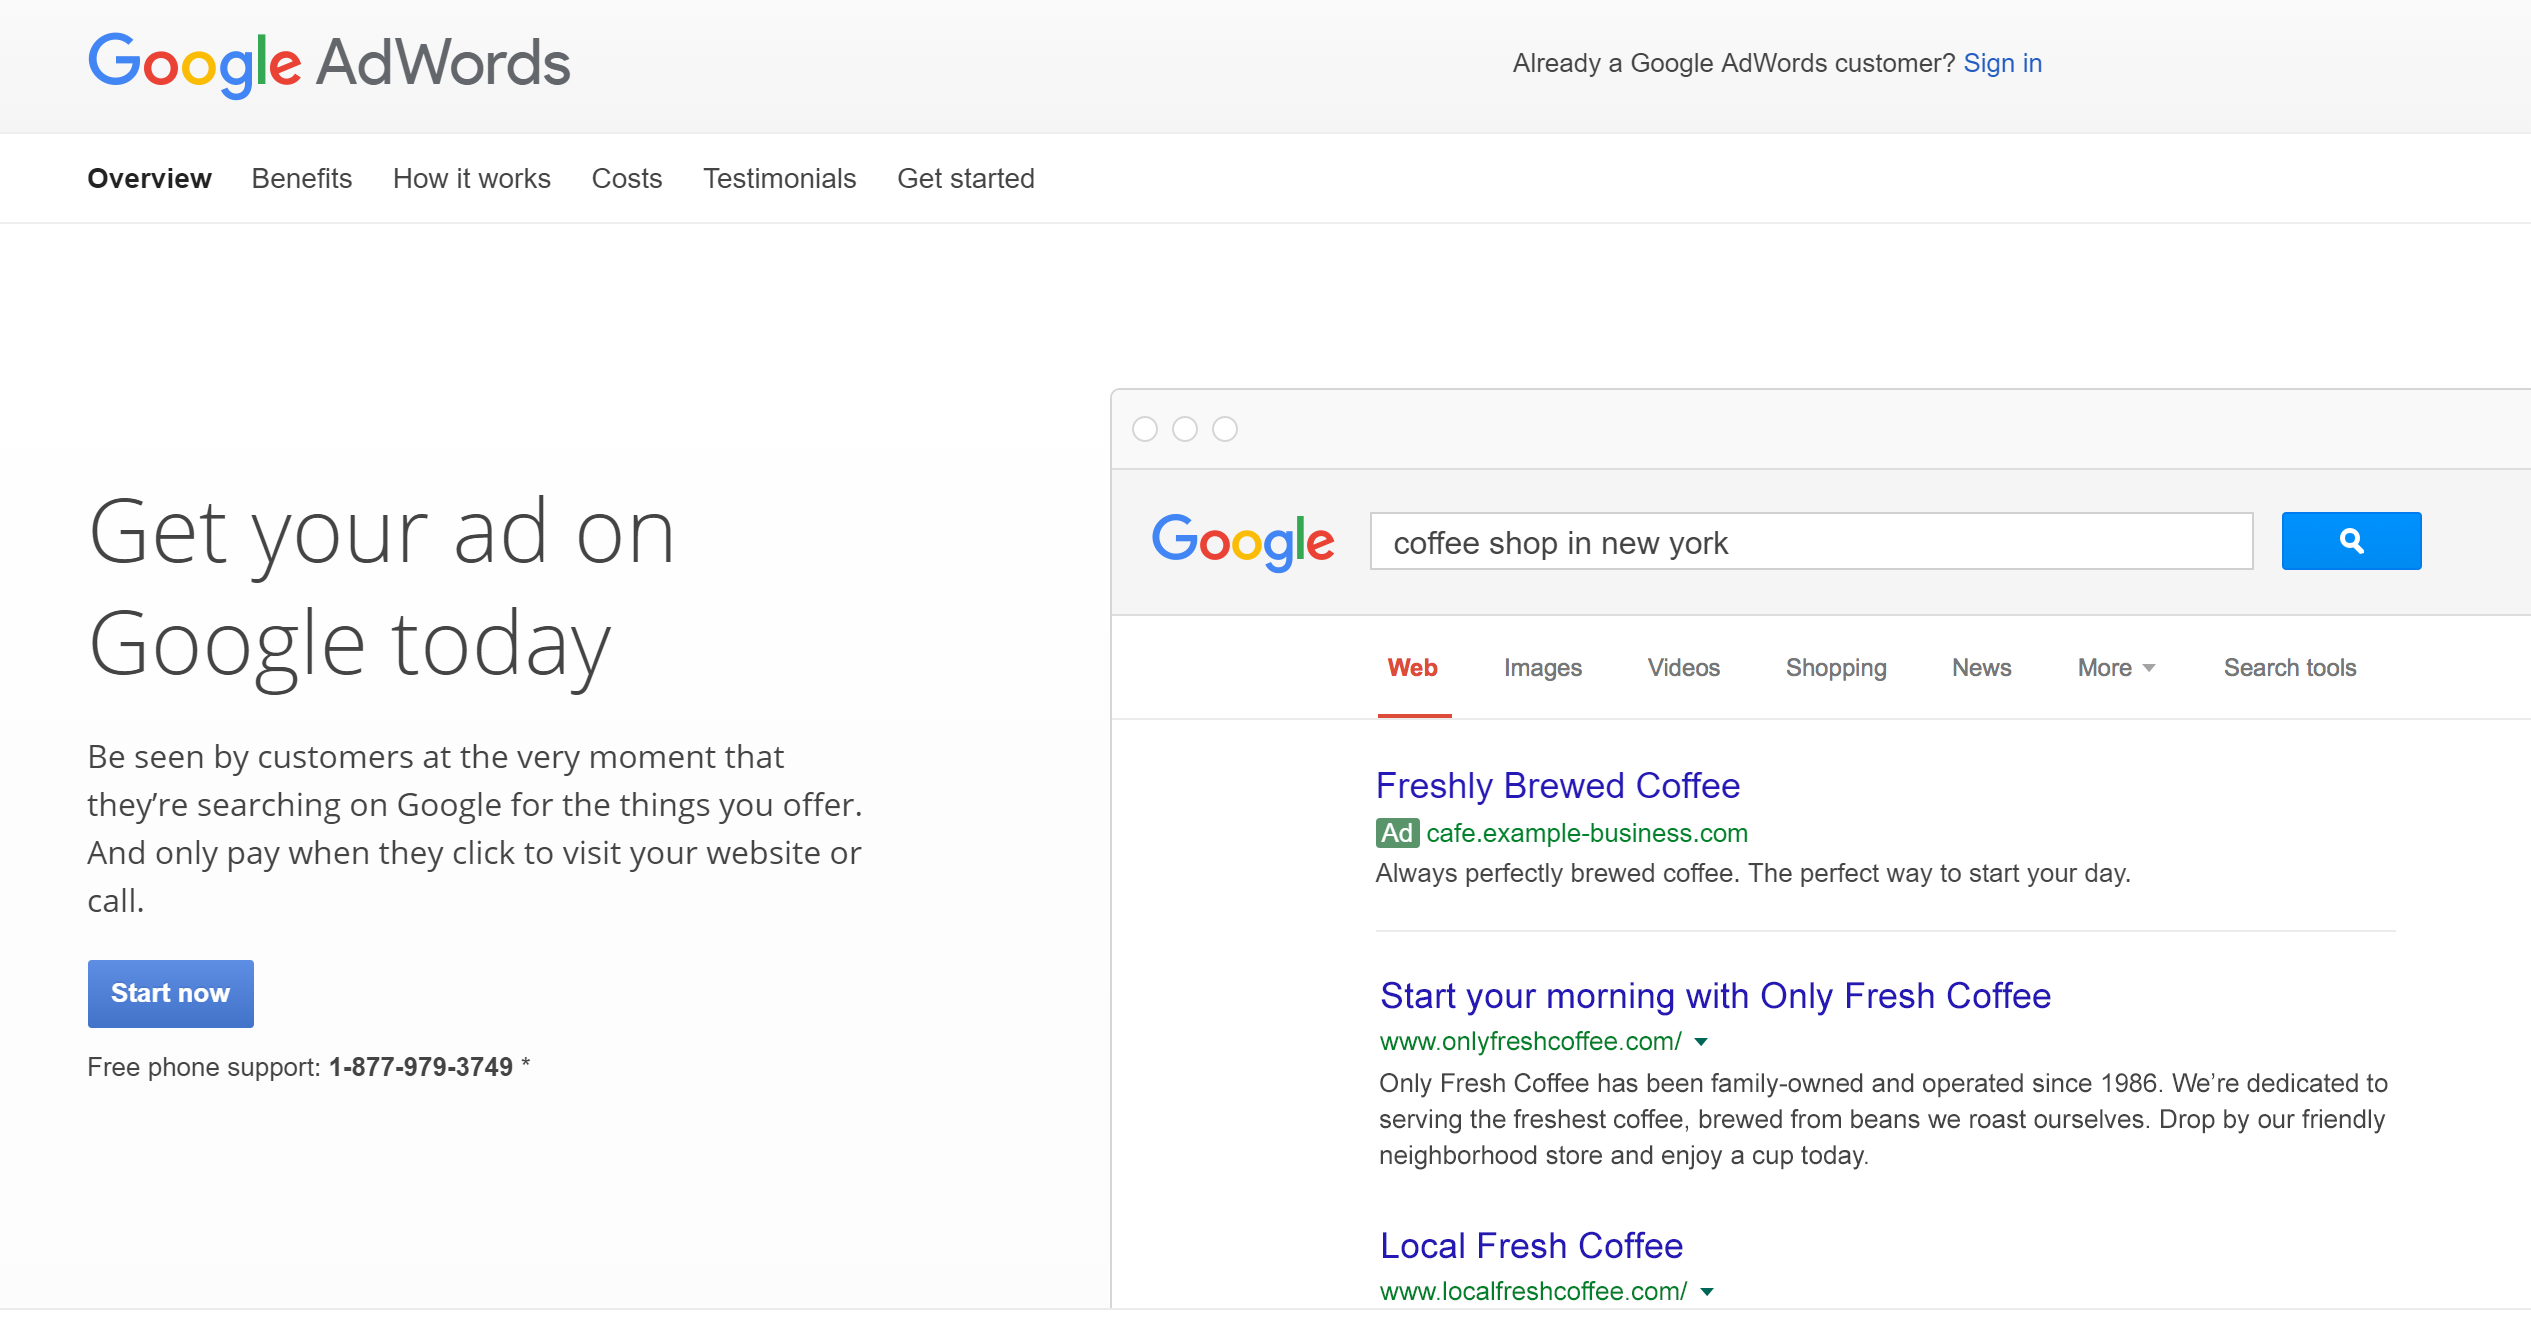 Google AdWords
Already a Google AdWords customer? Sign in
Overview Benefits How it works Costs Testimonials Get started
Get your ad on
Google today
Be seen by customers at the very moment that
they’re searching on Google for the things you offer.
And only pay when they click to visit your website or
call.
Start now
Free phone support: 1-877-979-3749 *
Google coffee shop in new york
Web Images Videos Shopping News More Search tools
Freshly Brewed Coffee
Ad cafe.example-business.com
Always perfectly brewed coffee. The perfect way to start your day.
Start your morning with Only Fresh Coffee
www.onlyfreshcoffee.com/
Only Fresh Coffee has been family-owned and operated since 1986. We’re dedicated to
serving the freshest coffee, brewed from beans we roast ourselves. Drop by our friendly
neighborhood store and enjoy a cup today.
Local Fresh Coffee
www.localfreshcoffee.com/